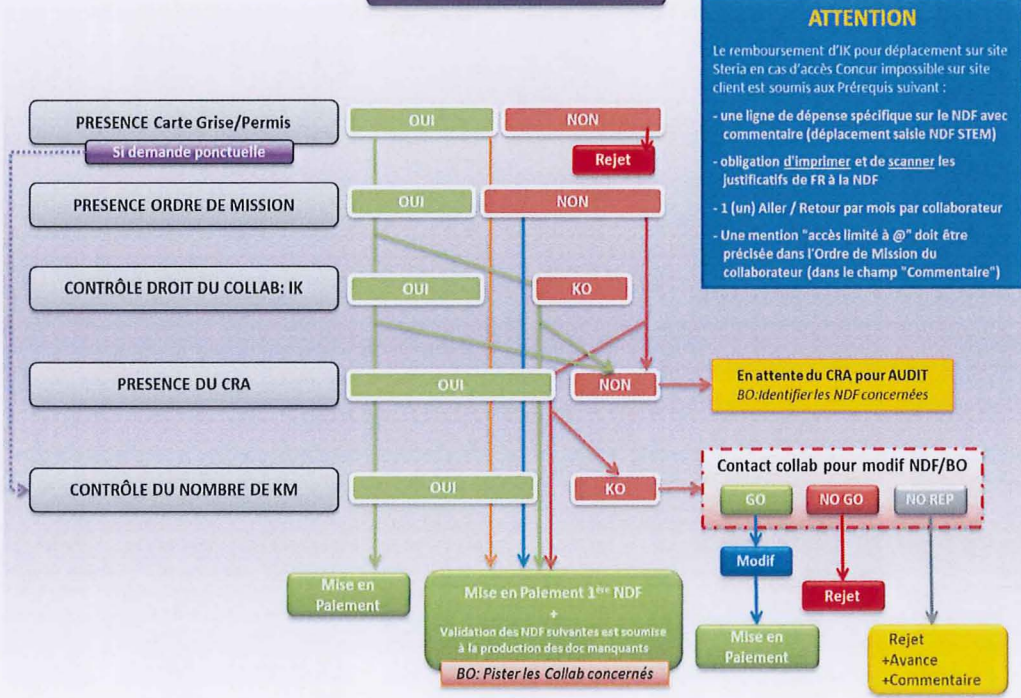 ATTENTION
Le remboursement d'IK pour déplacement sur site
Steria en cas d'accès Concur impossible sur site
client est soumis aux Prérequis suivant :
- une ligne de dépense spécifique sur le NDF avec
commentaire (déplacement saisie NDF STEM)
- obligation d'imprimer et de scanner les
justificatifs de FR à la NDF
- 1 (un) Aller / Retour par mois par collaborateur
- Une mention "accès limité à @" doit être
précisée dans l'Ordre de Mission du
collaborateur (dans le champ "Commentaire")
PRESENCE Carte Grise/Permis
OUI
NON
Si demande ponctuelle
Rejet
PRESENCE ORDRE DE MISSION
OUI
NON
CONTRÔLE DROIT DU COLLAB: IK
OUI
KO
PRESENCE DU CRA
OUI
NON
En attente du CRA pour AUDIT
BO:Identifier les NDF concernées
CONTRÔLE DU NOMBRE DE KM
OUI
KO
Contact collab pour modif NDF/BO
GO
NO GO
NO REP
Modif
Rejet
Mise en
Paiement
Mise en Paiement 1ère NDF
+
Validation des NDF suivantes est soumise
à la production des doc manquants
BO: Pister les Collab concernés
Mise en
Paiement
Rejet
+Avance
+Commentaire